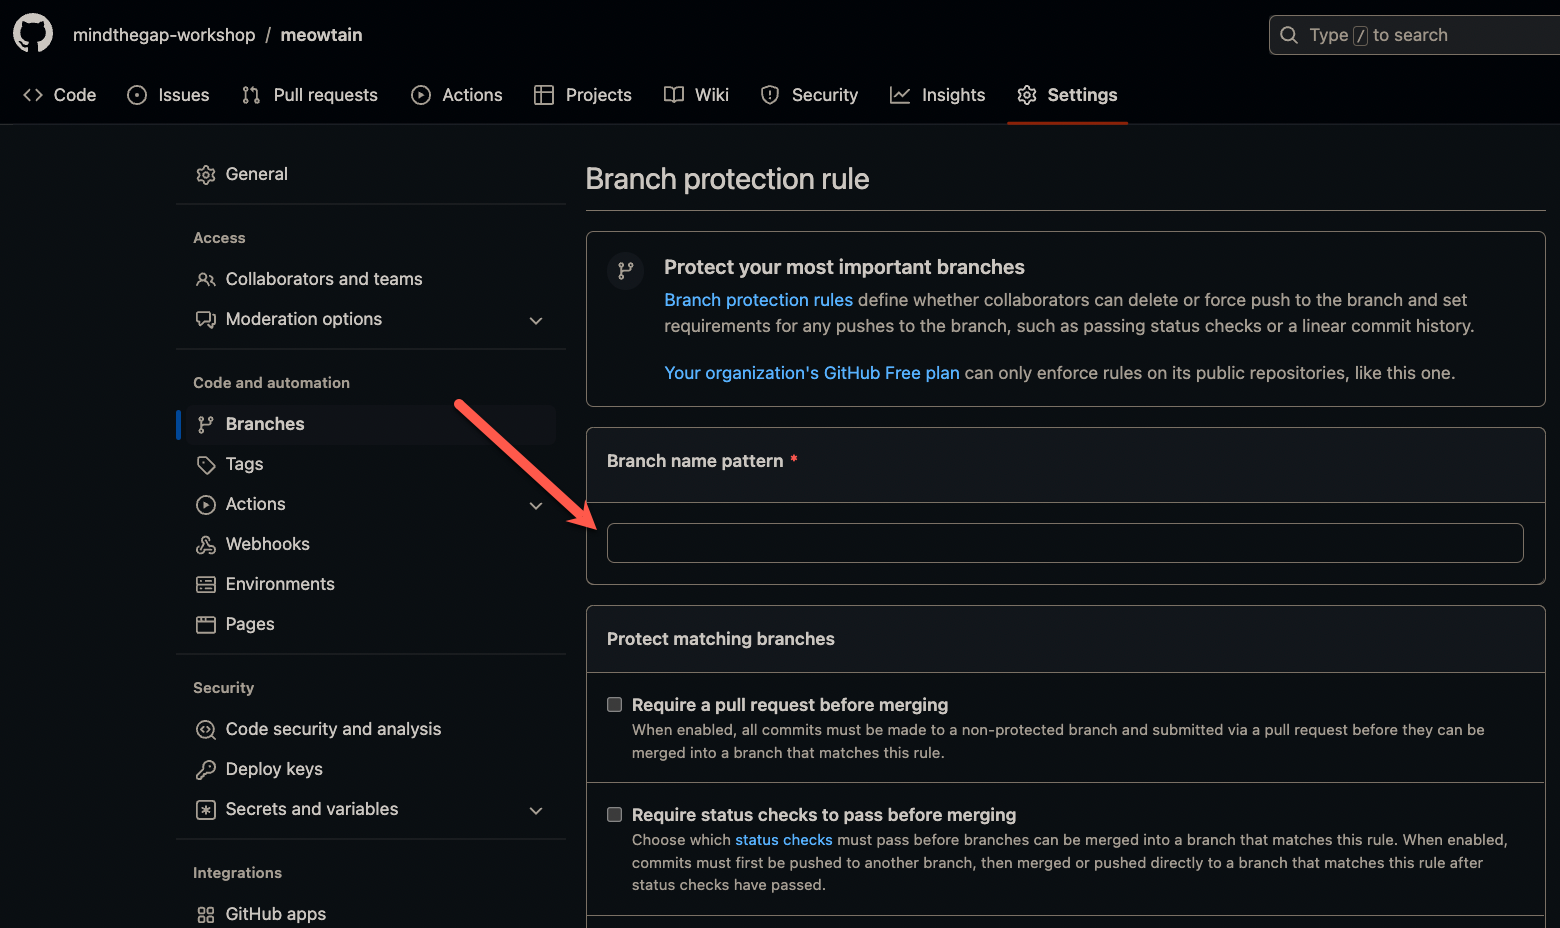 mindthegap-workshop / meowtain
Type / to search
Code Issues Pull requests Actions Projects Wiki Security Insights Settings
General
Access
Collaborators and teams
Moderation options
Code and automation
Branches
Tags
Actions
Webhooks
Environments
Pages
Security
Code security and analysis
Deploy keys
Secrets and variables
Integrations
GitHub apps
Branch protection rule
Protect your most important branches
Branch protection rules define whether collaborators can delete or force push to the branch and set
requirements for any pushes to the branch, such as passing status checks or a linear commit history.
Your organization's GitHub Free plan can only enforce rules on its public repositories, like this one.
Branch name pattern *
Protect matching branches
Require a pull request before merging
When enabled, all commits must be made to a non-protected branch and submitted via a pull request before they can be
merged into a branch that matches this rule.
Require status checks to pass before merging
Choose which status checks must pass before branches can be merged into a branch that matches this rule. When enabled,
commits must first be pushed to another branch, then merged or pushed directly to a branch that matches this rule after
status checks have passed.